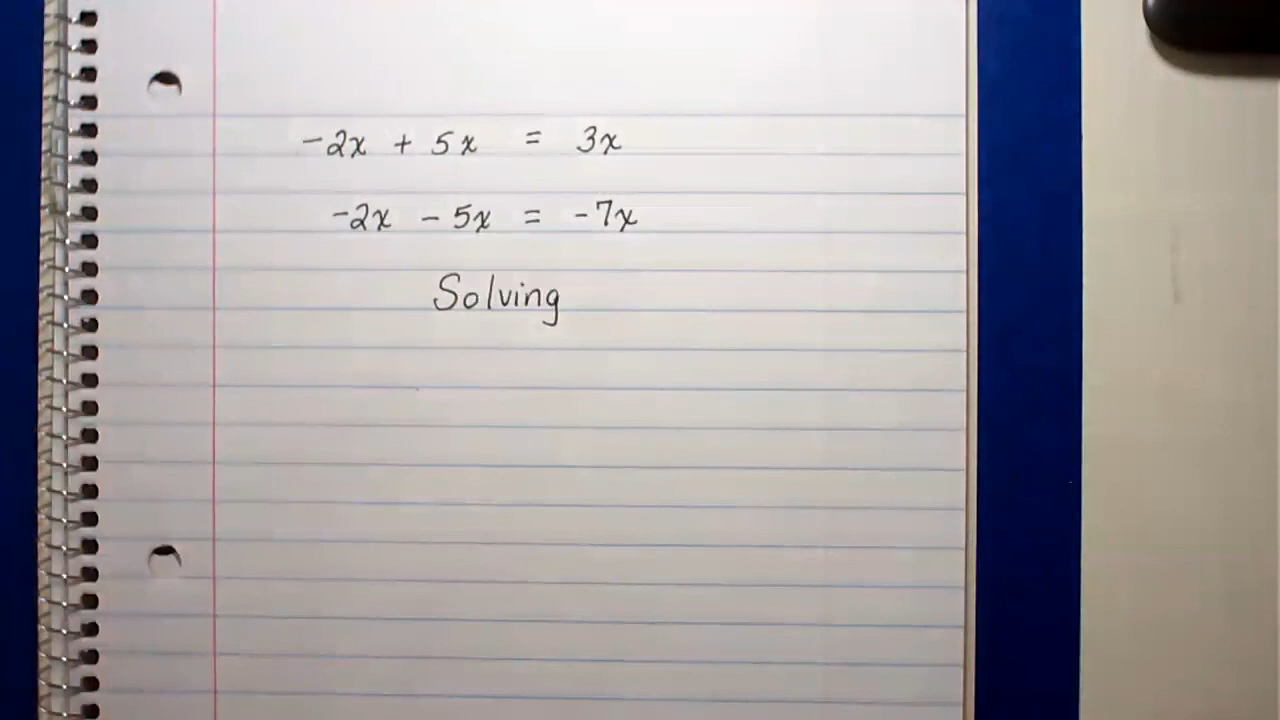 -2x + 5x = 3x
-2x - 5x = -7x
Solving